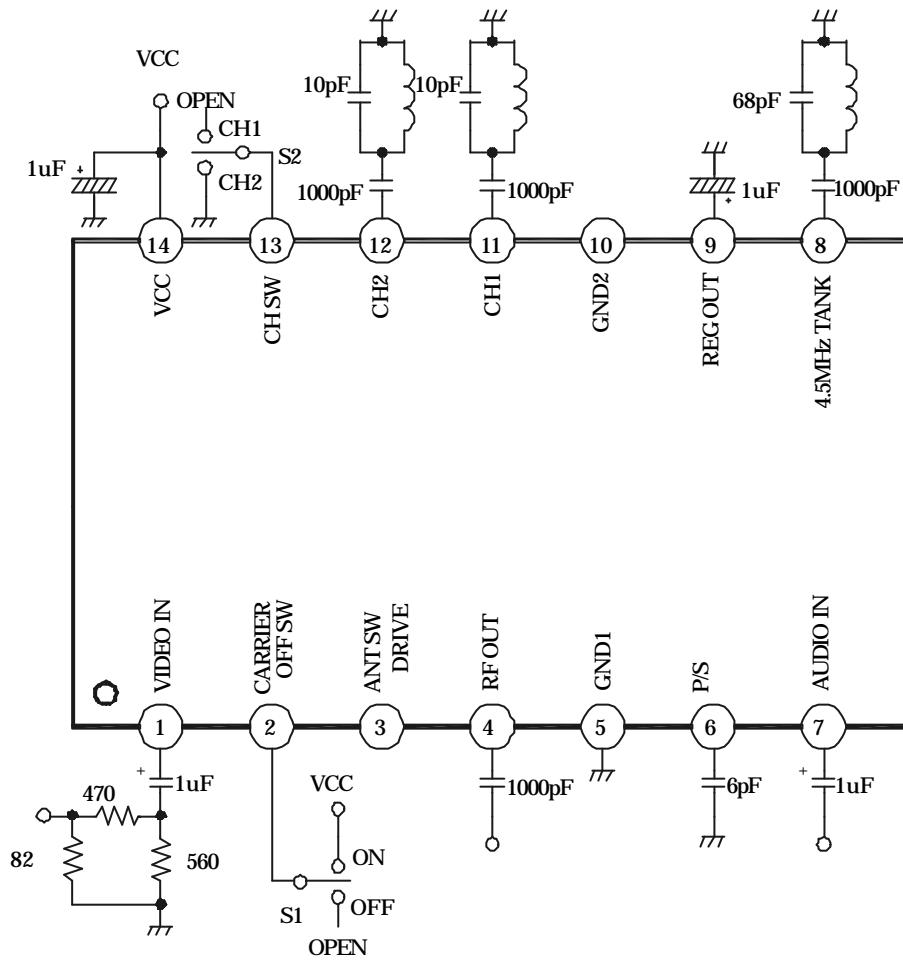 VCC
OPEN
CH1
S2
CH2
1uF
+
10pF
10pF
68pF
1000pF
1000pF
1uF
+
1000pF
14
13
12
11
10
9
8
VCC
CH SW
CH2
CH1
GND2
REG OUT
4.5MHz TANK
VIDEO IN
CARRIER
OFF SW
ANT SW
DRIVE
RF OUT
GND1
P/S
AUDIO IN
1
2
3
4
5
6
7
+
1uF
470
82
560
VCC
ON
S1
OFF
OPEN
1000pF
6pF
+
1uF